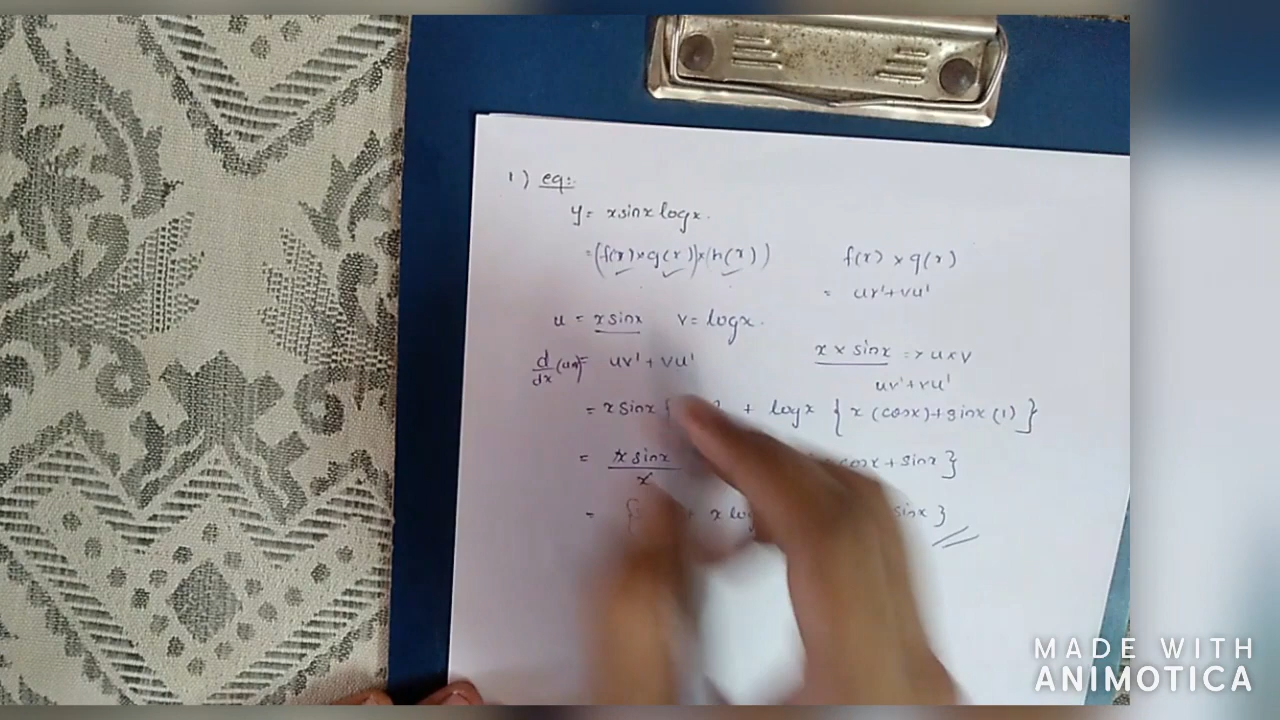 1) eg:
y = x sinx logx.
= (f(x) × g(x)) × (h(x))
f(x) × g(x)
= uv' + vu'
u = x sinx v = logx.
x × sinx => u × v
uv' + vu'
d/dx (uv) = uv' + vu'
= x sinx { + logx { x (cosx) + sinx (1) }
= x sinx / x cosx + sinx }
= { + x log sinx }
MADE WITH
ANIMOTICA